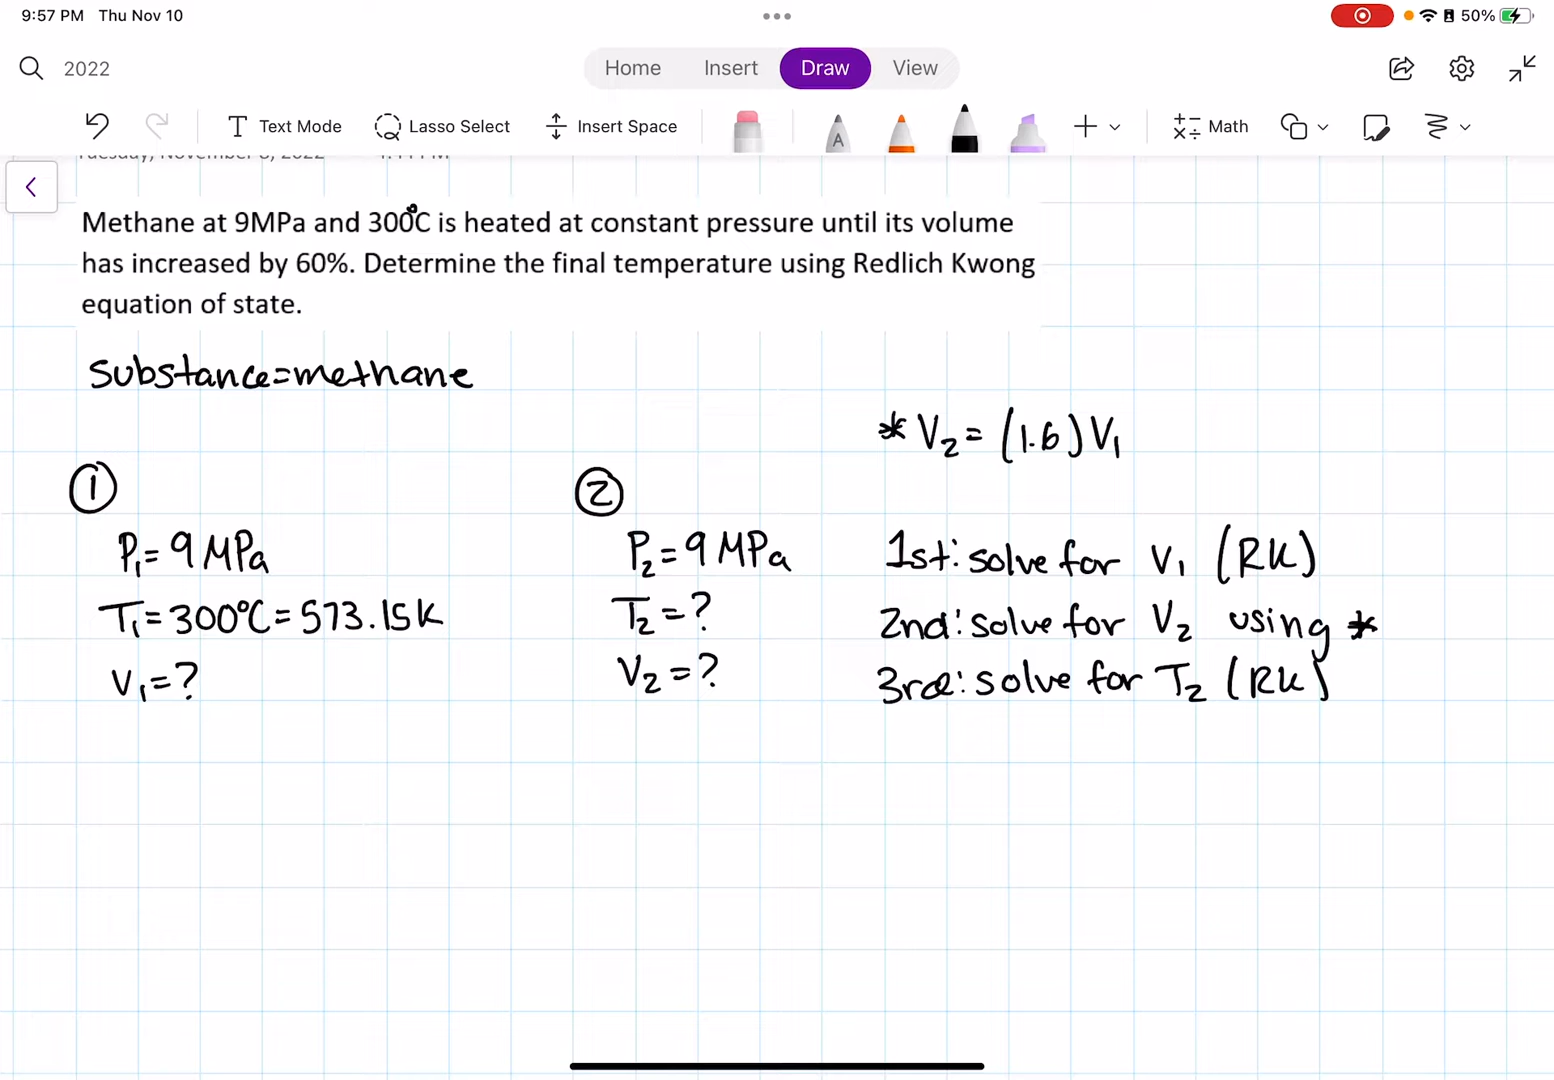 9:57 PM Thu Nov 10
50%
2022
Home Insert Draw View
Text Mode Lasso Select Insert Space A Math
Tuesday, November 8, 2022
Methane at 9MPa and 300°C is heated at constant pressure until its volume
has increased by 60%. Determine the final temperature using Redlich Kwong
equation of state.
Substance=methane
* V₂ = (1.6) V₁
① ②
P₁ = 9 MPa P₂ = 9 MPa 1st: solve for V₁ (RK)
T₁ = 300°C = 573.15K T₂ = ? 2nd: solve for V₂ using *
V₁ = ? V₂ = ? 3rd: solve for T₂ (RK)